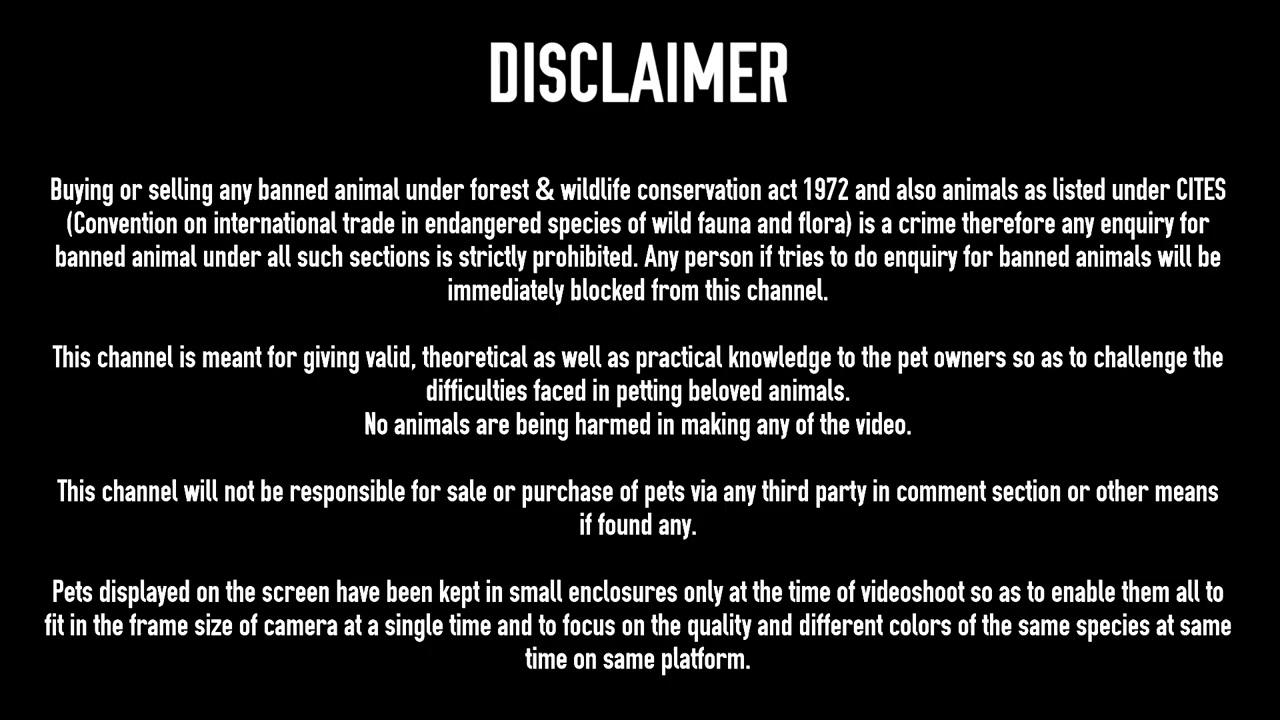 DISCLAIMER
Buying or selling any banned animal under forest & wildlife conservation act 1972 and also animals as listed under CITES
(Convention on international trade in endangered species of wild fauna and flora) is a crime therefore any enquiry for
banned animal under all such sections is strictly prohibited. Any person if tries to do enquiry for banned animals will be
immediately blocked from this channel.
This channel is meant for giving valid, theoretical as well as practical knowledge to the pet owners so as to challenge the
difficulties faced in petting beloved animals.
No animals are being harmed in making any of the video.
This channel will not be responsible for sale or purchase of pets via any third party in comment section or other means
if found any.
Pets displayed on the screen have been kept in small enclosures only at the time of videoshoot so as to enable them all to
fit in the frame size of camera at a single time and to focus on the quality and different colors of the same species at same
time on same platform.